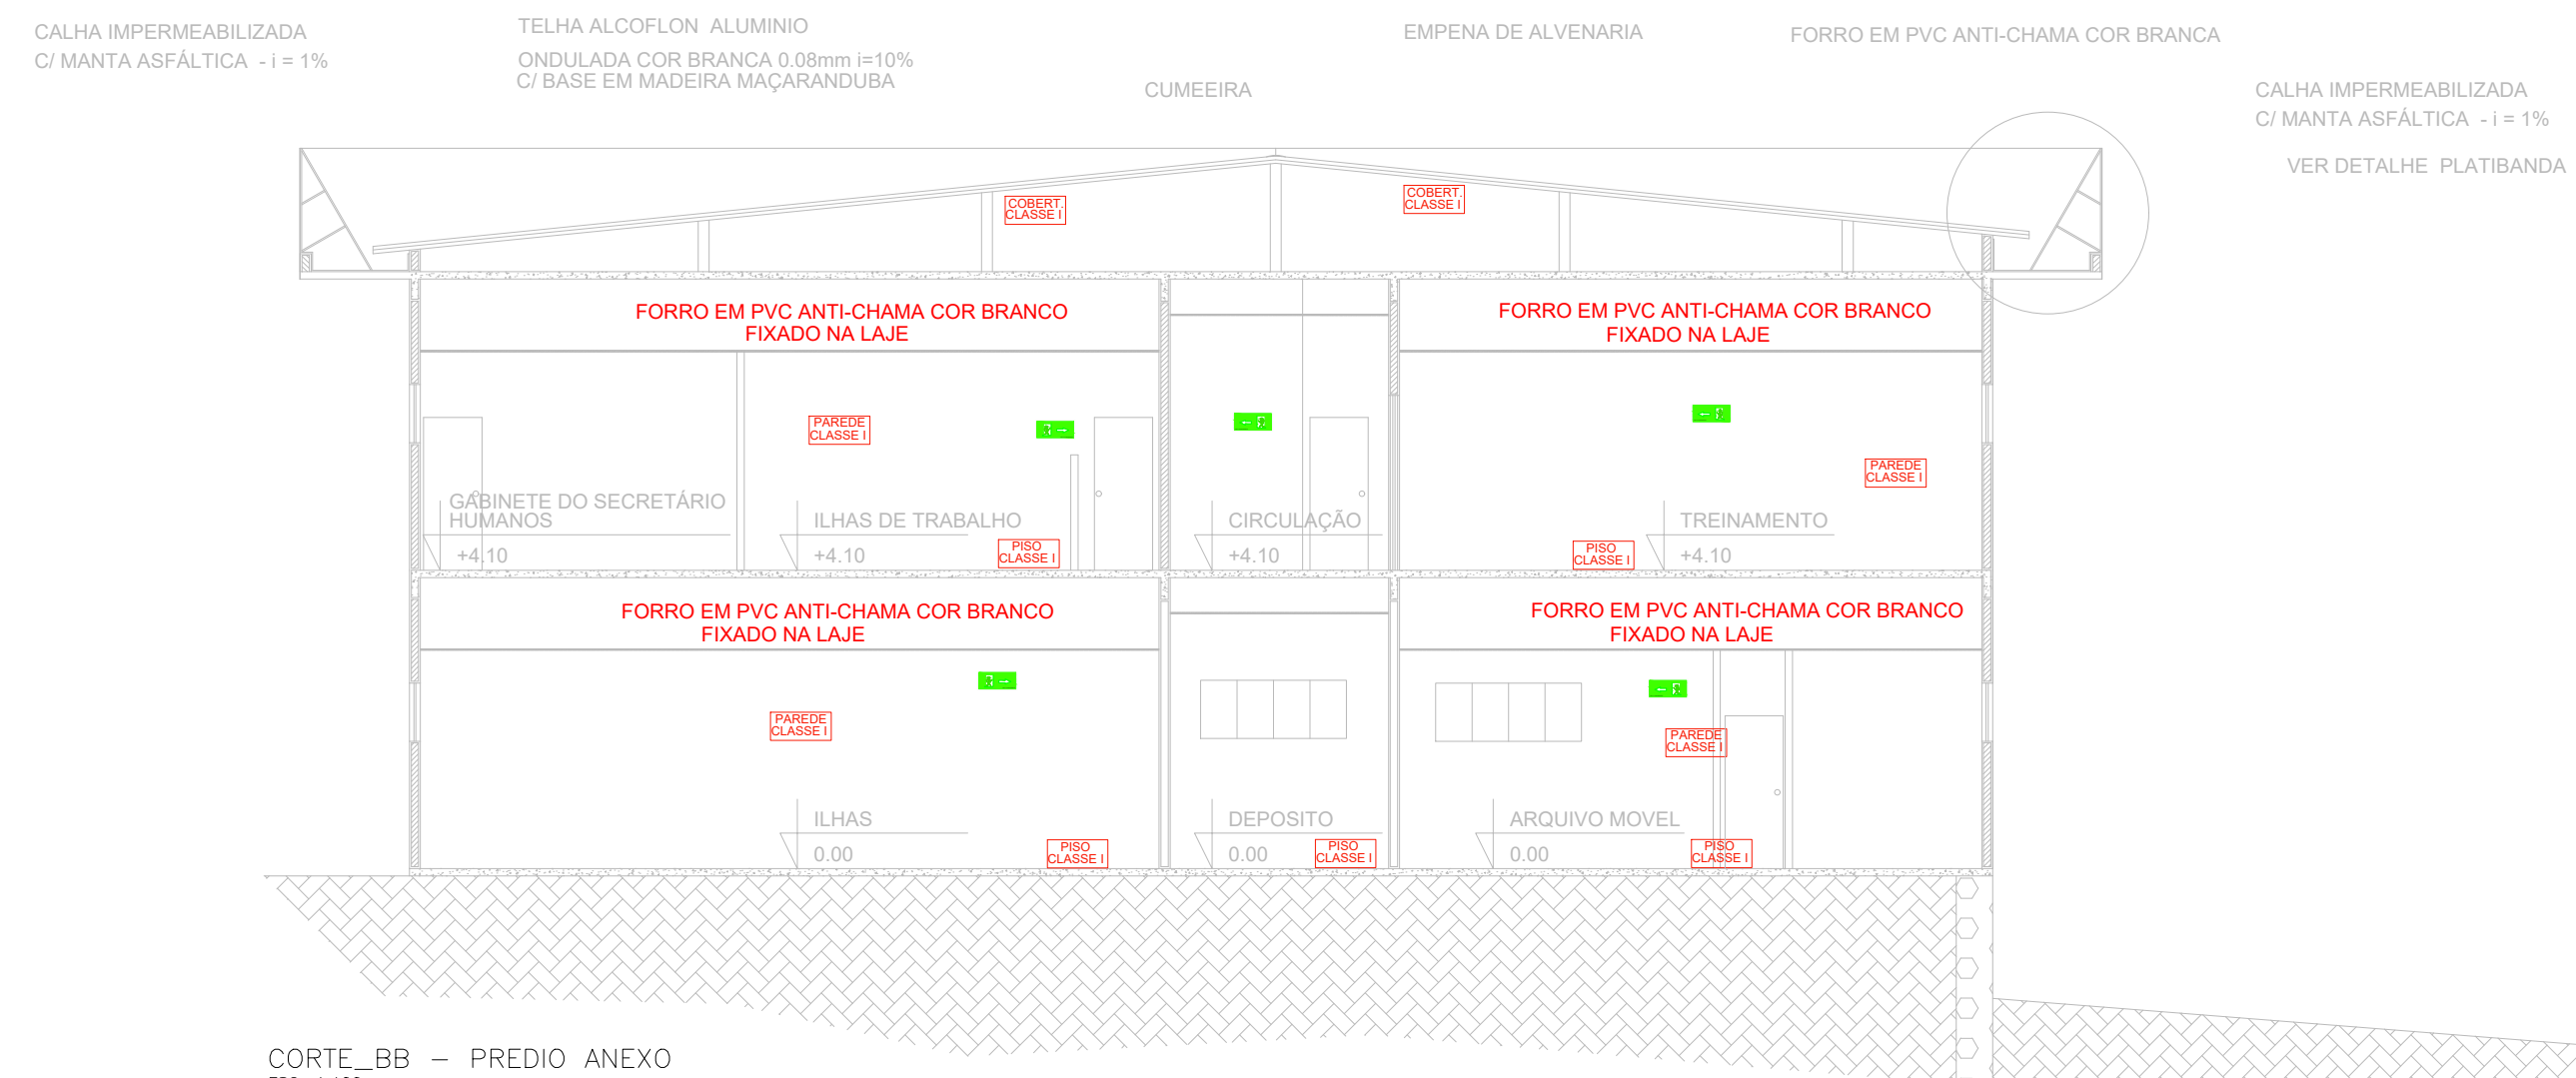 CALHA IMPERMEABILIZADA
C/ MANTA ASFÁLTICA - i = 1%
TELHA ALCOFLON ALUMINIO
ONDULADA COR BRANCA 0.08mm i=10%
C/ BASE EM MADEIRA MAÇARANDUBA
CUMEEIRA
EMPENA DE ALVENARIA
FORRO EM PVC ANTI-CHAMA COR BRANCA
CALHA IMPERMEABILIZADA
C/ MANTA ASFÁLTICA - i = 1%
VER DETALHE PLATIBANDA
COBERT.
CLASSE I
COBERT.
CLASSE I
FORRO EM PVC ANTI-CHAMA COR BRANCO
FIXADO NA LAJE
FORRO EM PVC ANTI-CHAMA COR BRANCO
FIXADO NA LAJE
PAREDE
CLASSE I
PAREDE
CLASSE I
GABINETE DO SECRETÁRIO
HUMANOS
+4.10
ILHAS DE TRABALHO
+4.10
PISO
CLASSE I
CIRCULAÇÃO
+4.10
PISO
CLASSE I
TREINAMENTO
+4.10
FORRO EM PVC ANTI-CHAMA COR BRANCO
FIXADO NA LAJE
FORRO EM PVC ANTI-CHAMA COR BRANCO
FIXADO NA LAJE
PAREDE
CLASSE I
PAREDE
CLASSE I
ILHAS
0.00
PISO
CLASSE I
DEPOSITO
0.00
PISO
CLASSE I
ARQUIVO MOVEL
0.00
PISO
CLASSE I
CORTE_BB - PREDIO ANEXO